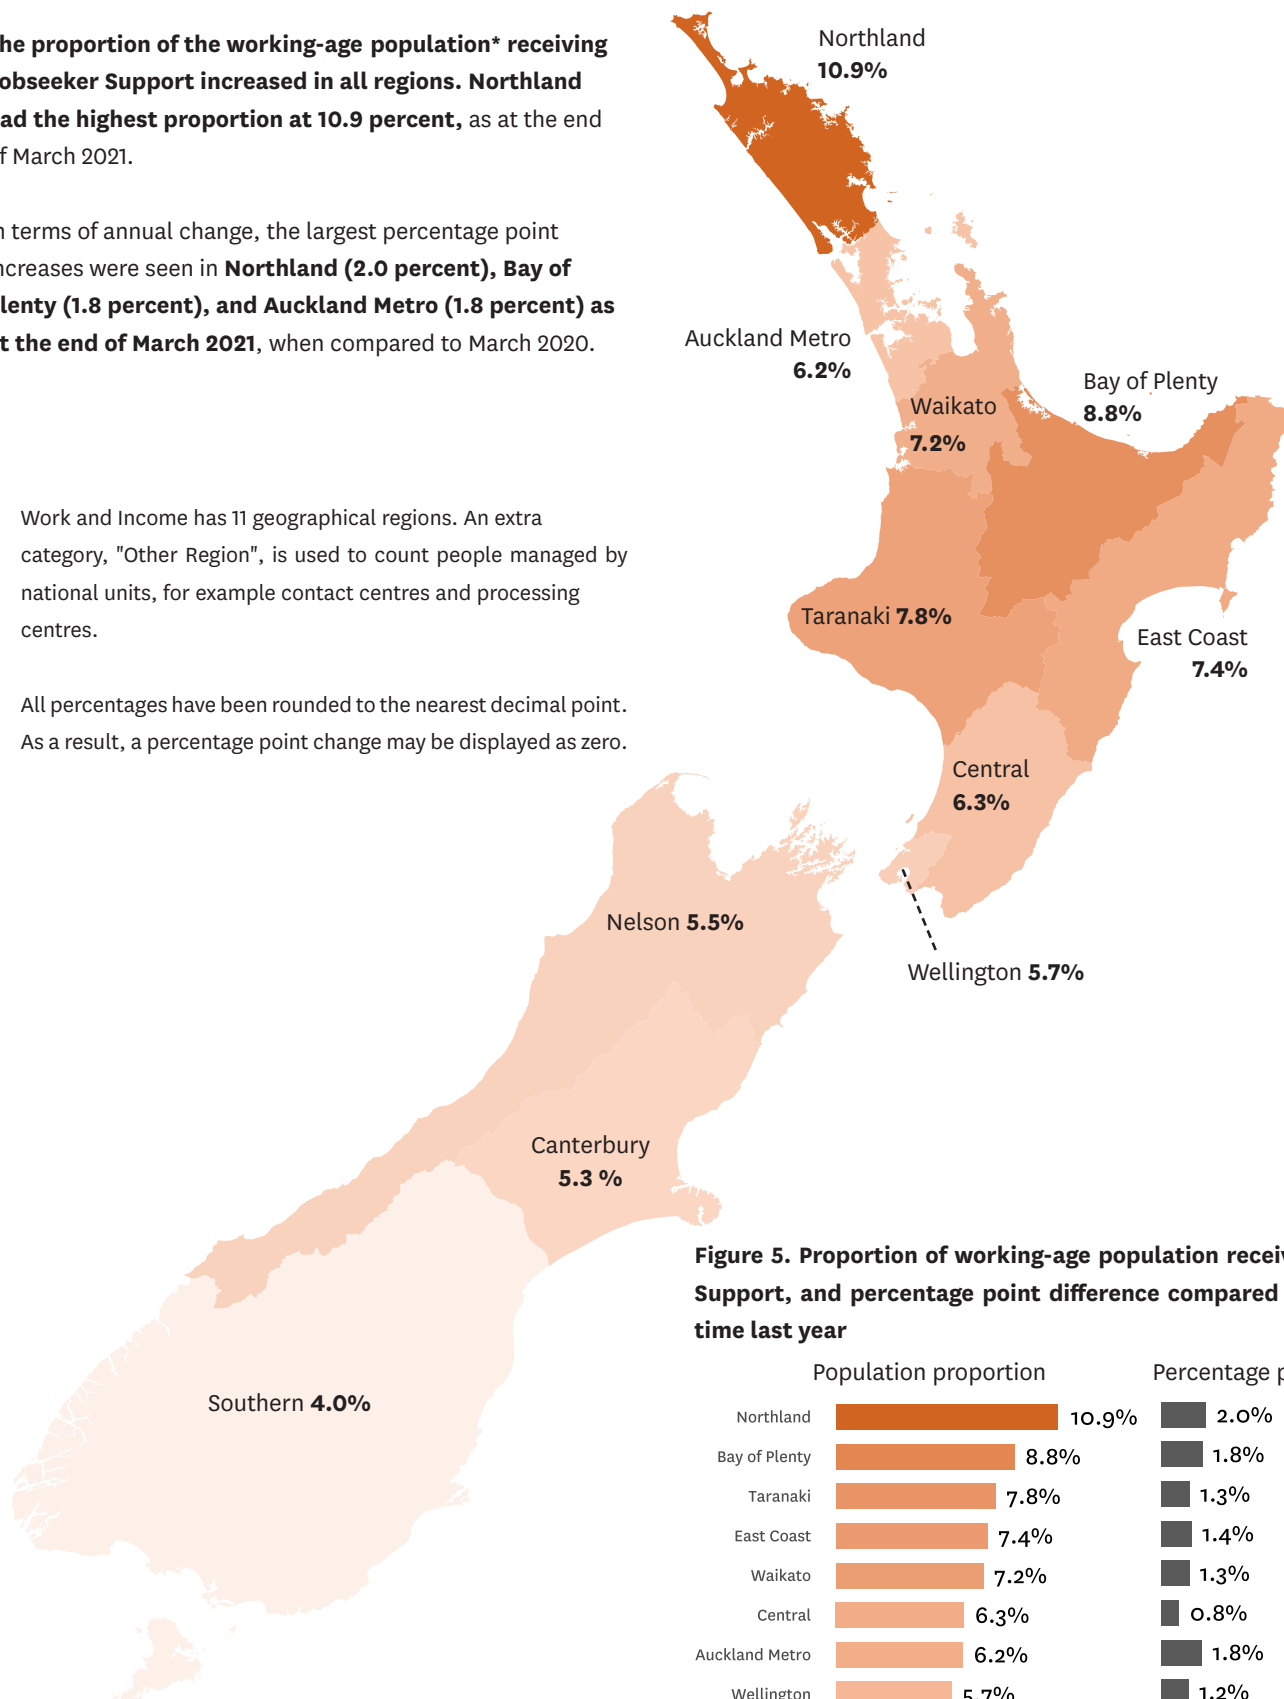 he proportion of the working-age population* receiving
obseeker Support increased in all regions. Northland
ad the highest proportion at 10.9 percent, as at the end
f March 2021.
n terms of annual change, the largest percentage point
ncreases were seen in Northland (2.0 percent), Bay of
lenty (1.8 percent), and Auckland Metro (1.8 percent) as
t the end of March 2021, when compared to March 2020.
Work and Income has 11 geographical regions. An extra
category, "Other Region", is used to count people managed by
national units, for example contact centres and processing
centres.
All percentages have been rounded to the nearest decimal point.
As a result, a percentage point change may be displayed as zero.
Northland
10.9%
Auckland Metro
6.2%
Waikato
7.2%
Bay of Plenty
8.8%
Taranaki 7.8%
East Coast
7.4%
Central
6.3%
Wellington 5.7%
Nelson 5.5%
Canterbury
5.3 %
Southern 4.0%
Figure 5. Proportion of working-age population receiv
Support, and percentage point difference compared
time last year
Population proportion Percentage p
Northland 10.9% 2.0%
Bay of Plenty 8.8% 1.8%
Taranaki 7.8% 1.3%
East Coast 7.4% 1.4%
Waikato 7.2% 1.3%
Central 6.3% 0.8%
Auckland Metro 6.2% 1.8%
Wellington 5.7% 1.2%